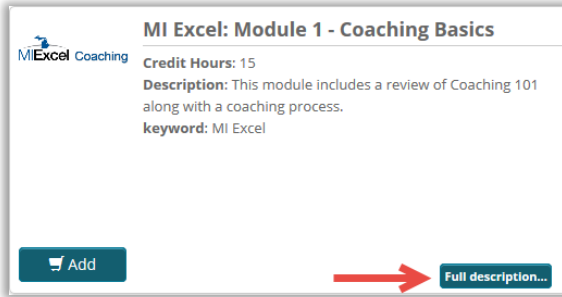 MI Excel: Module 1 - Coaching Basics
MIExcel Coaching
Credit Hours: 15
Description: This module includes a review of Coaching 101
along with a coaching process.
keyword: MI Excel
Add
Full description...